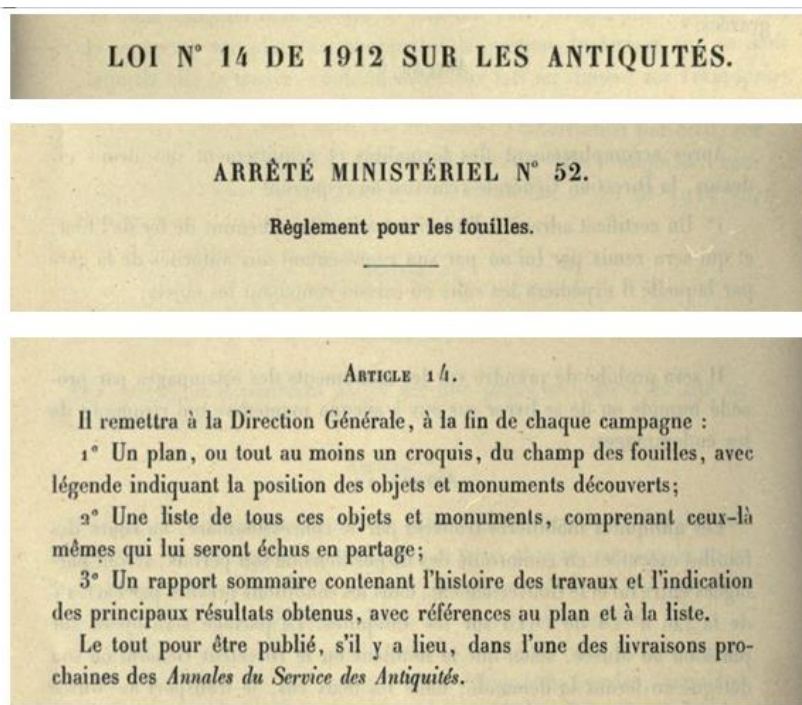 LOI N° 14 DE 1912 SUR LES ANTIQUITÉS.
ARRÊTÉ MINISTÉRIEL N° 52.
Règlement pour les fouilles.
ARTICLE 14.
Il remettra à la Direction Générale, à la fin de chaque campagne :
1° Un plan, ou tout au moins un croquis, du champ des fouilles, avec
légende indiquant la position des objets et monuments découverts;
2° Une liste de tous ces objets et monuments, comprenant ceux-là
mêmes qui lui seront échus en partage;
3° Un rapport sommaire contenant l'histoire des travaux et l'indication
des principaux résultats obtenus, avec références au plan et à la liste.
Le tout pour être publié, s'il y a lieu, dans l'une des livraisons pro-
chaines des Annales du Service des Antiquités.